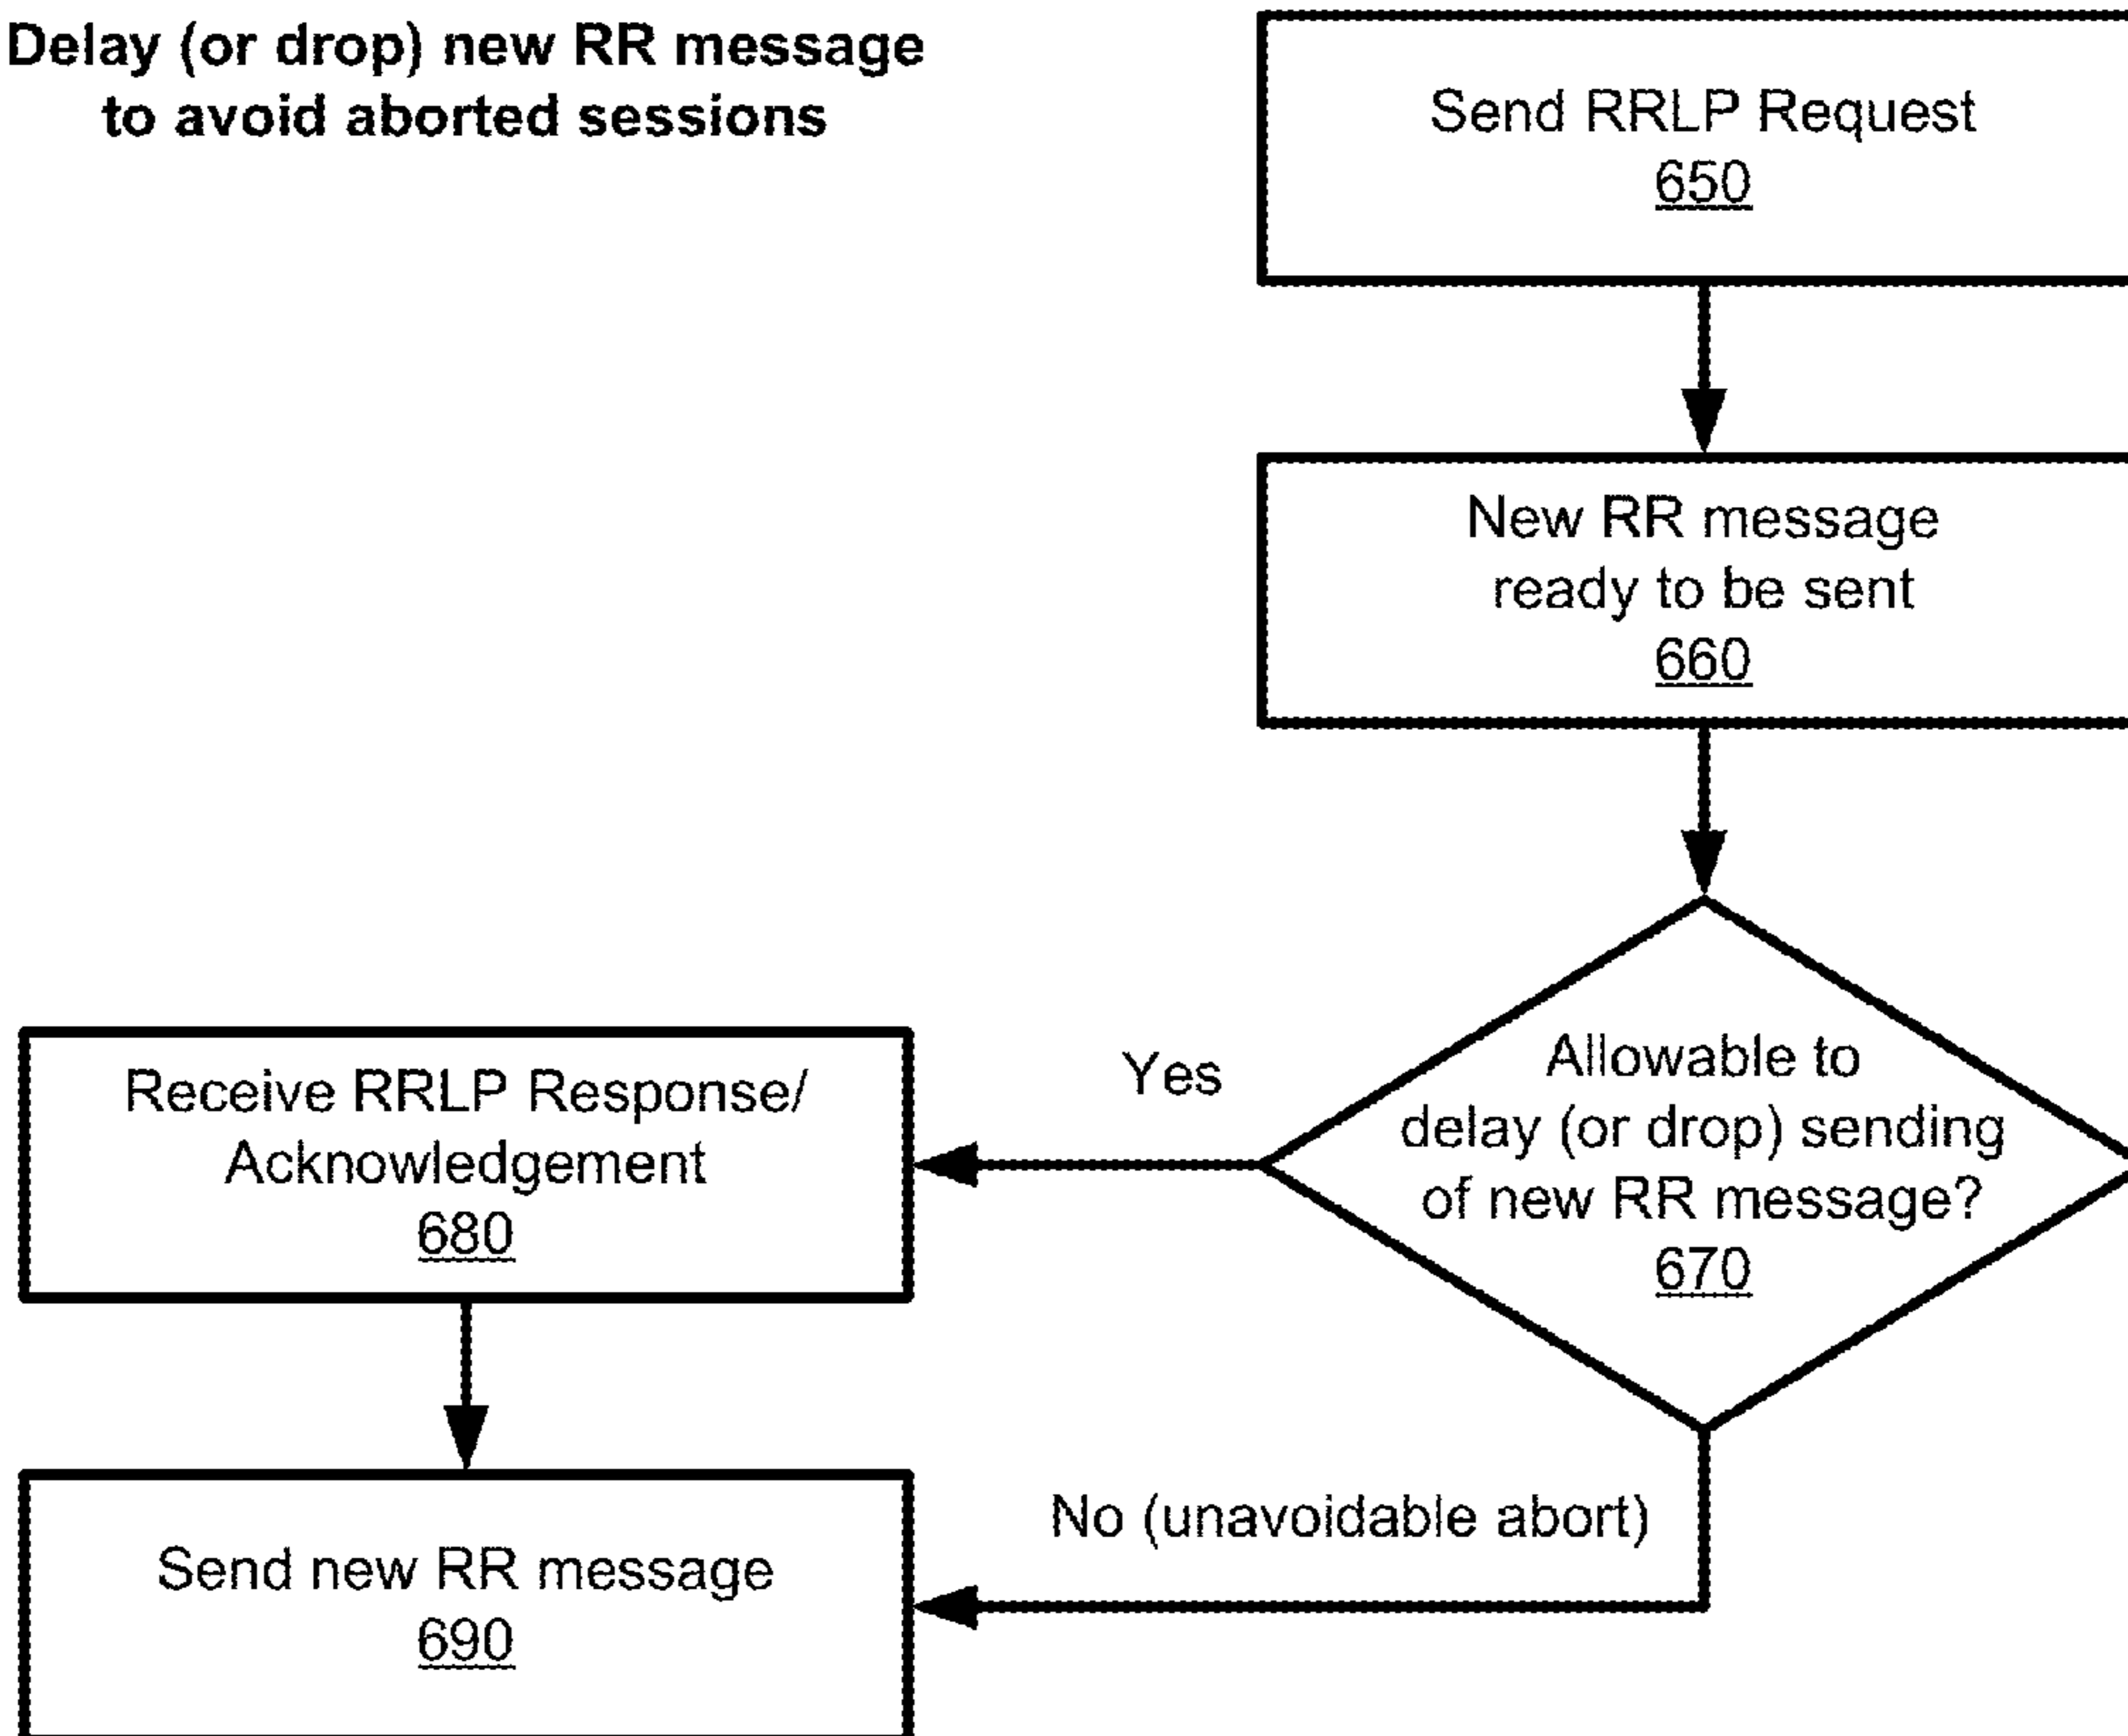 Delay (or drop) new RR message
to avoid aborted sessions
Send RRLP Request
650
New RR message
ready to be sent
660
Allowable to
delay (or drop) sending
of new RR message?
670
Yes
Receive RRLP Response/
Acknowledgement
680
No (unavoidable abort)
Send new RR message
690